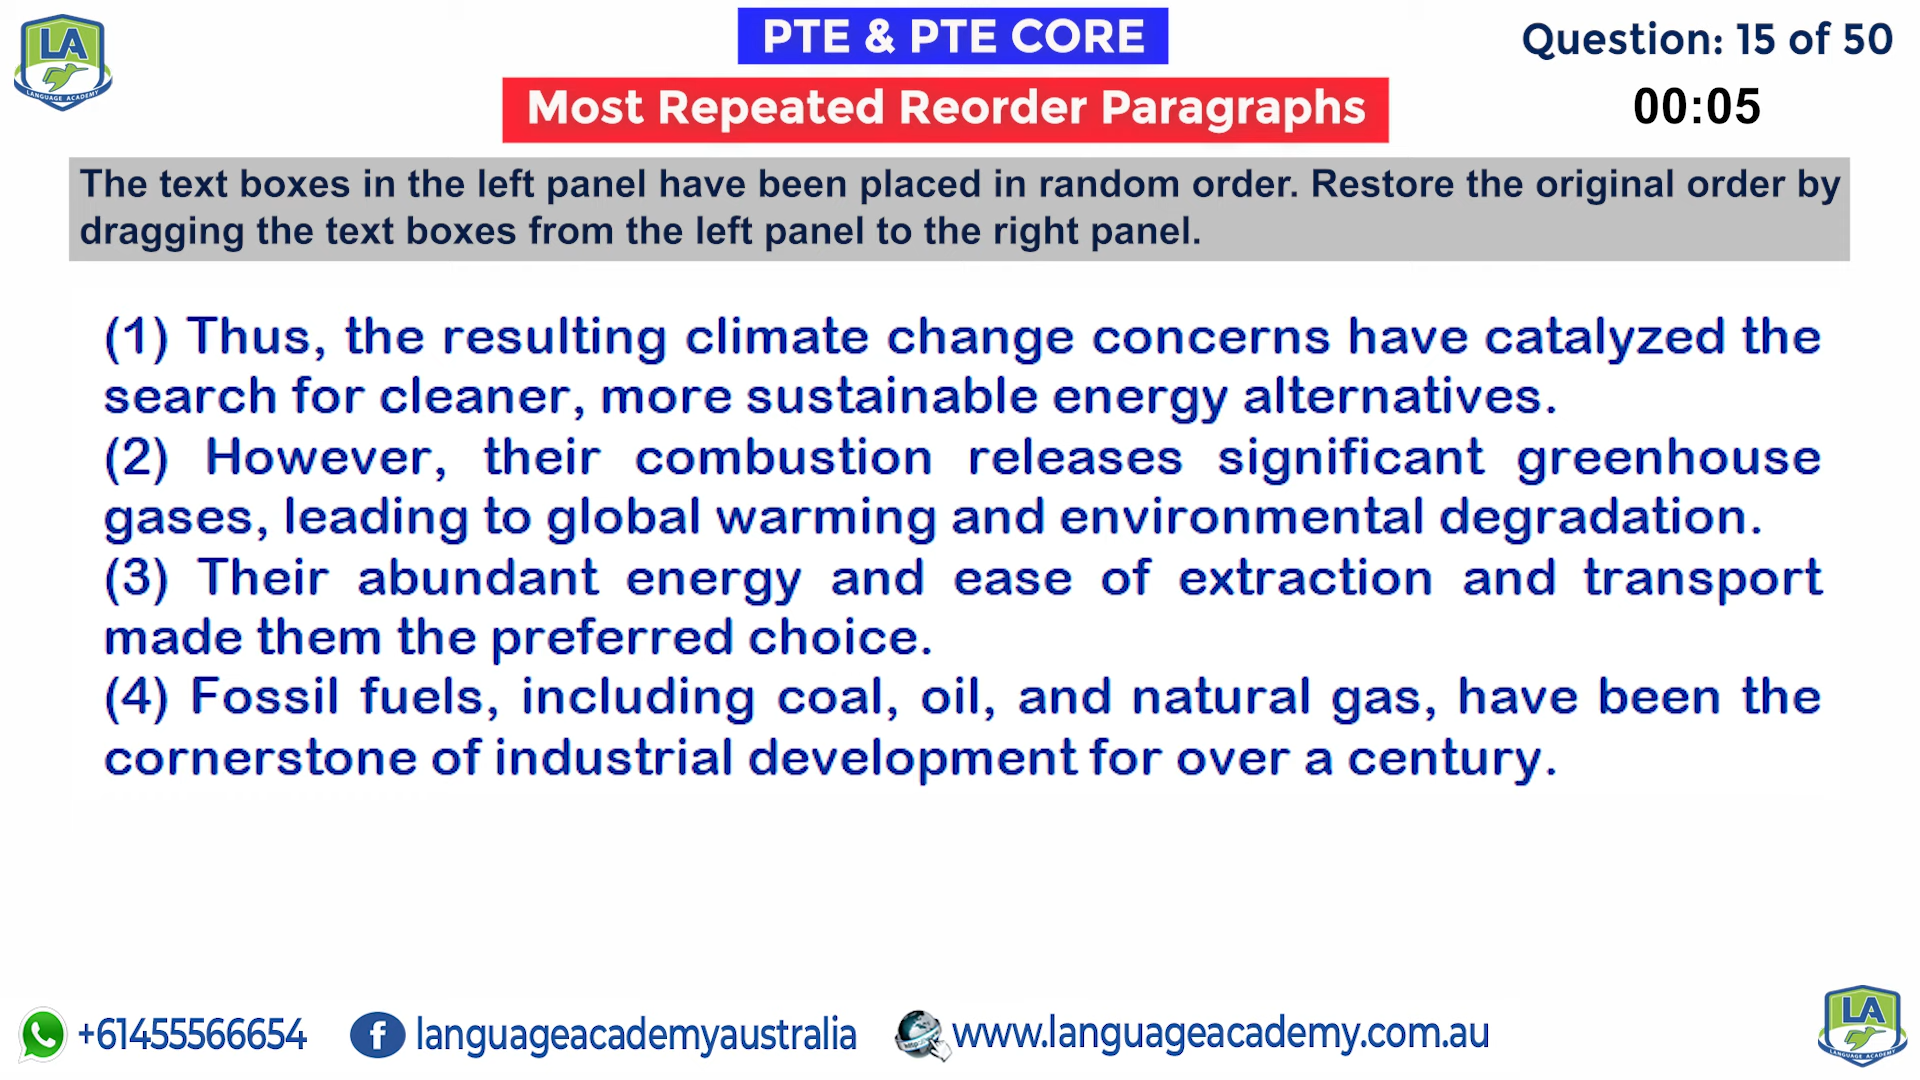 LA
LANGUAGE ACADEMY
PTE & PTE CORE
Question: 15 of 50
Most Repeated Reorder Paragraphs
00:05
The text boxes in the left panel have been placed in random order. Restore the original order by
dragging the text boxes from the left panel to the right panel.
(1) Thus, the resulting climate change concerns have catalyzed the
search for cleaner, more sustainable energy alternatives.
(2) However, their combustion releases significant greenhouse
gases, leading to global warming and environmental degradation.
(3) Their abundant energy and ease of extraction and transport
made them the preferred choice.
(4) Fossil fuels, including coal, oil, and natural gas, have been the
cornerstone of industrial development for over a century.
+61455566654
f
languageacademyaustralia
http://
www.languageacademy.com.au
LA
LANGUAGE ACADEMY